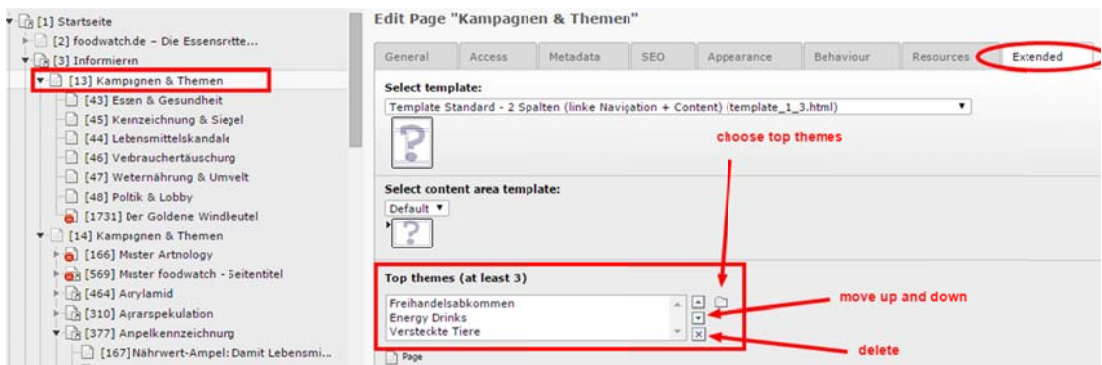 [1] Startseite
[2] foodwatch.de – Die Essensrette...
[3] Informieren
[13] Kampagnen & Themen
[43] Essen & Gesundheit
[45] Kennzeichnung & Siegel
[44] Lebensmittelskandale
[46] Verbrauchertäuschung
[47] Welternährung & Umwelt
[48] Politik & Lobby
[1731] Der Goldene Windbeutel
[14] Kampagnen & Themen
[166] Muster Artnology
[569] Muster foodwatch - Seitentitel
[464] Acrylamid
[310] Agrarspekulation
[377] Ampelkennzeichnung
[167]Nährwert-Ampel: Damit Lebensmi...
Edit Page "Kampagnen & Themen"
General Access Metadata SEO Appearance Behaviour Resources Extended
Select template:
Template Standard - 2 Spalten (linke Navigation + Content) (template_1_3.html)
choose top themes
Select content area template:
Default
Top themes (at least 3)
Freihandelsabkommen
Energy Drinks
Versteckte Tiere
move up and down
delete
Page